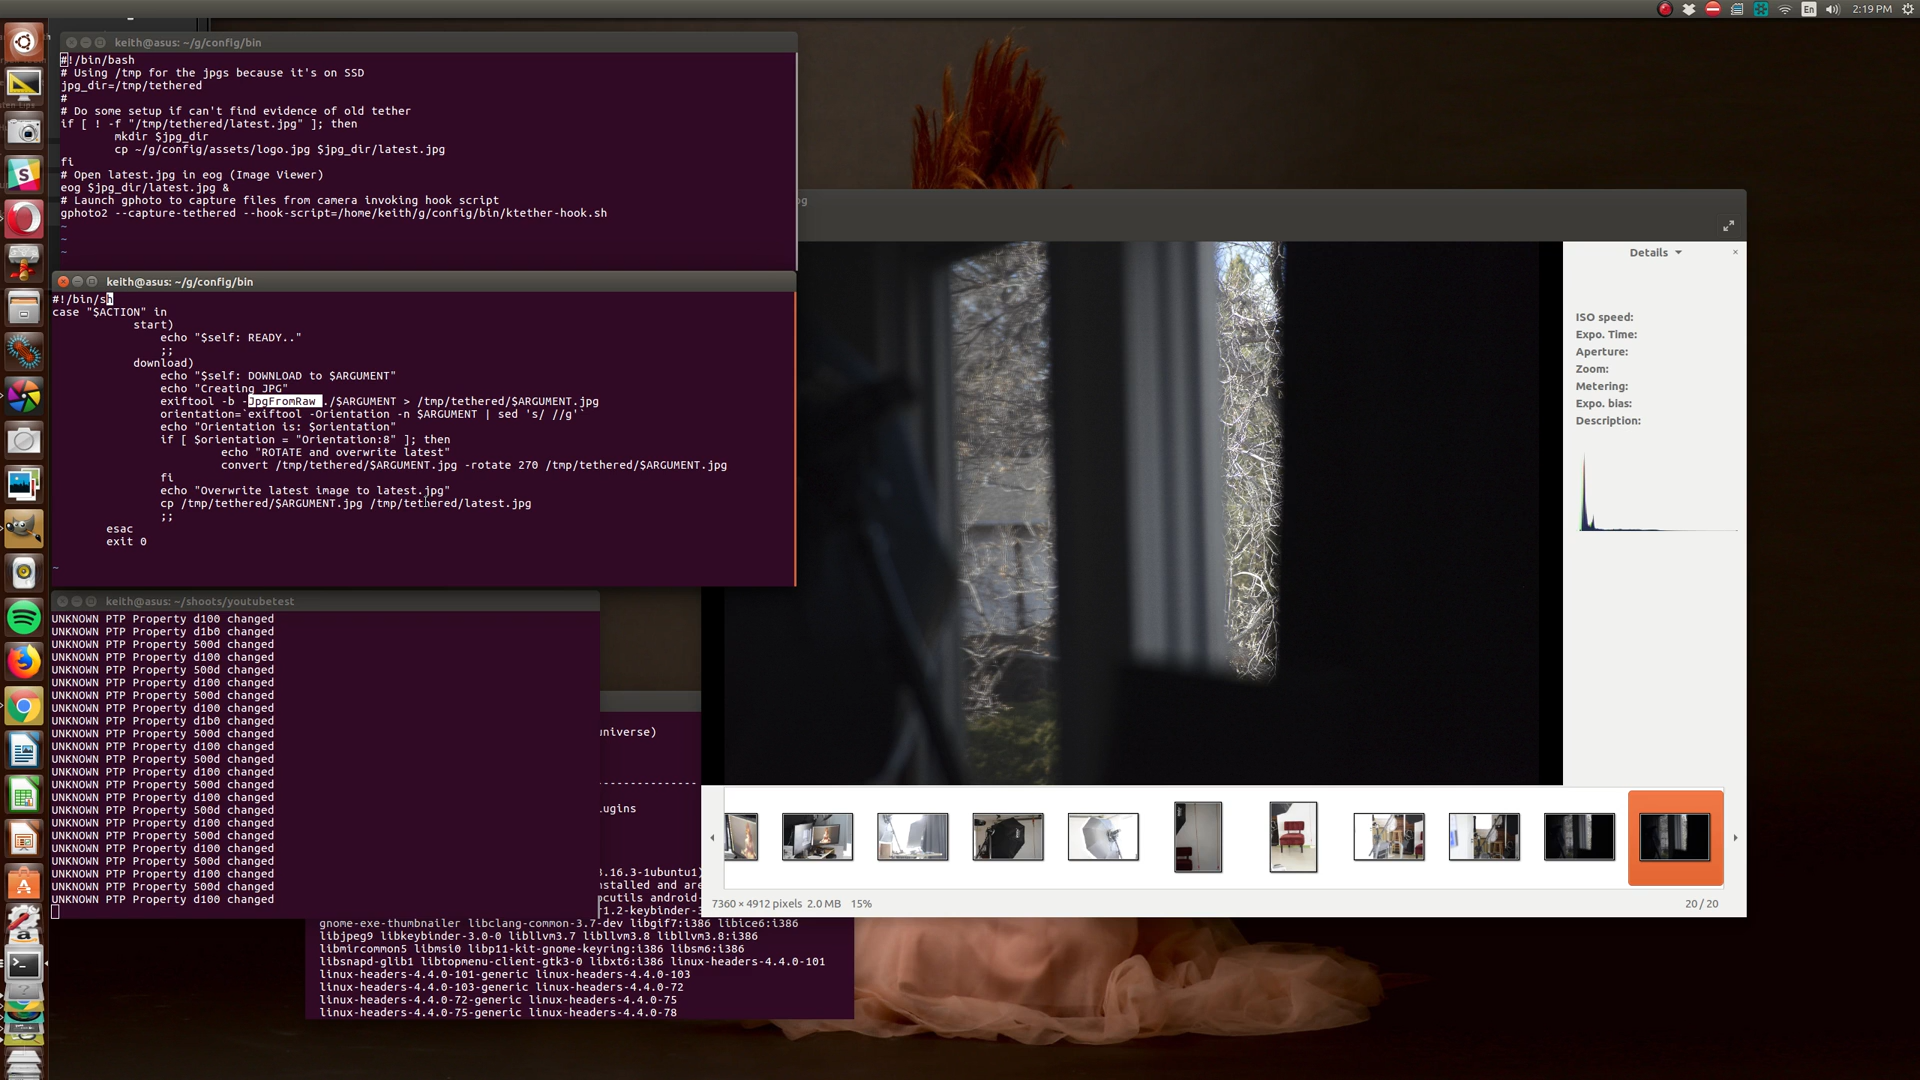 2:19 PM
En
keith@asus: ~/g/config/bin
#!/bin/bash
# Using /tmp for the jpgs because it's on SSD
jpg_dir=/tmp/tethered
#
# Do some setup if can't find evidence of old tether
if [ ! -f "/tmp/tethered/latest.jpg" ]; then
mkdir $jpg_dir
cp ~/g/config/assets/logo.jpg $jpg_dir/latest.jpg
fi
# Open latest.jpg in eog (Image Viewer)
eog $jpg_dir/latest.jpg &
# Launch gphoto to capture files from camera invoking hook script
gphoto2 --capture-tethered --hook-script=/home/keith/g/config/bin/ktether-hook.sh
~
~
~
keith@asus: ~/g/config/bin
#!/bin/sh
case "$ACTION" in
start)
echo "$self: READY.."
;;
download)
echo "$self: DOWNLOAD to $ARGUMENT"
echo "Creating JPG"
exiftool -b -JpgFromRaw ./$ARGUMENT > /tmp/tethered/$ARGUMENT.jpg
orientation=`exiftool -Orientation -n $ARGUMENT | sed 's/ //g'`
echo "Orientation is: $orientation"
if [ $orientation = "Orientation:8" ]; then
echo "ROTATE and overwrite latest"
convert /tmp/tethered/$ARGUMENT.jpg -rotate 270 /tmp/tethered/$ARGUMENT.jpg
fi
echo "Overwrite latest image to latest.jpg"
cp /tmp/tethered/$ARGUMENT.jpg /tmp/tethered/latest.jpg
;;
esac
exit 0
~
keith@asus: ~/shoots/youtubetest
UNKNOWN PTP Property d100 changed
UNKNOWN PTP Property d1b0 changed
UNKNOWN PTP Property 500d changed
UNKNOWN PTP Property d100 changed
UNKNOWN PTP Property 500d changed
UNKNOWN PTP Property d100 changed
UNKNOWN PTP Property 500d changed
UNKNOWN PTP Property d100 changed
UNKNOWN PTP Property d1b0 changed
UNKNOWN PTP Property 500d changed
UNKNOWN PTP Property d100 changed
UNKNOWN PTP Property 500d changed
UNKNOWN PTP Property d100 changed
UNKNOWN PTP Property 500d changed
UNKNOWN PTP Property d100 changed
UNKNOWN PTP Property 500d changed
UNKNOWN PTP Property d100 changed
UNKNOWN PTP Property 500d changed
UNKNOWN PTP Property d100 changed
UNKNOWN PTP Property 500d changed
UNKNOWN PTP Property d100 changed
UNKNOWN PTP Property 500d changed
UNKNOWN PTP Property d100 changed
universe)
---------------
lugins
3.16.3-1ubuntu1)
nstalled and are
pcutils android-
r1.2-keybinder-3
gnome-exe-thumbnailer libclang-common-3.7-dev libgif7:i386 libice6:i386
libjpeg9 libkeybinder-3.0-0 libllvm3.7 libllvm3.8 libllvm3.8:i386
libmircommon5 libmsi0 libp11-kit-gnome-keyring:i386 libsm6:i386
libsnapd-glib1 libtopmenu-client-gtk3-0 libxt6:i386 linux-headers-4.4.0-101
linux-headers-4.4.0-101-generic linux-headers-4.4.0-103
linux-headers-4.4.0-103-generic linux-headers-4.4.0-72
linux-headers-4.4.0-72-generic linux-headers-4.4.0-75
linux-headers-4.4.0-75-generic linux-headers-4.4.0-78
Details
ISO speed:
Expo. Time:
Aperture:
Zoom:
Metering:
Expo. bias:
Description:
7360 × 4912 pixels 2.0 MB 15%
20 / 20